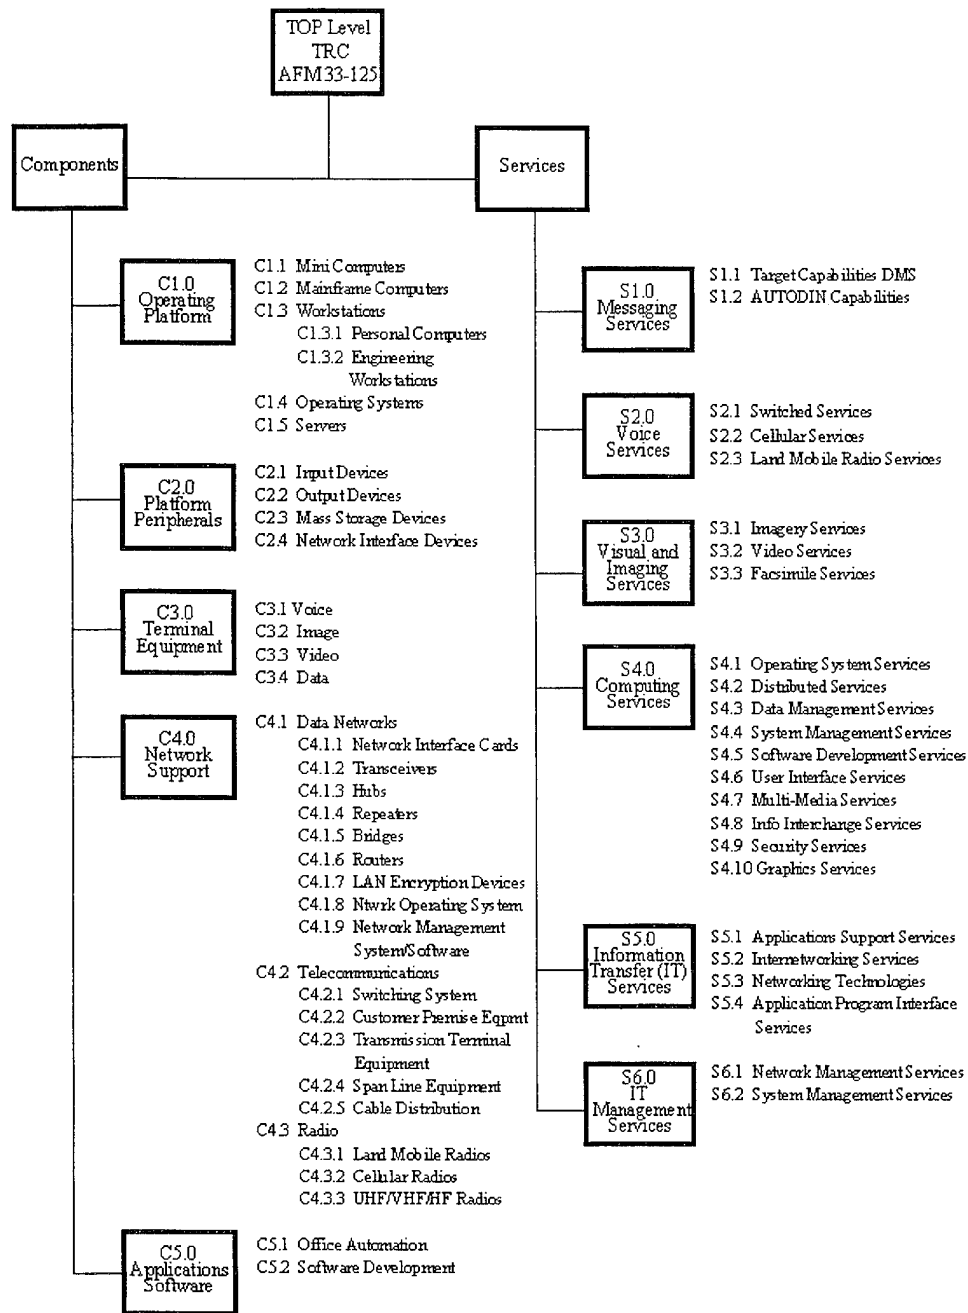 TOP Level
TRC
AFM 33-125
Components
Services
C1.0
Operating
Platform
C1.1 Mini Computers
C1.2 Mainframe Computers
C1.3 Workstations
C1.3.1 Personal Computers
C1.3.2 Engineering
Workstations
C1.4 Operating Systems
C1.5 Servers
C2.0
Platform
Peripherals
C2.1 Input Devices
C2.2 Output Devices
C2.3 Mass Storage Devices
C2.4 Network Interface Devices
C3.0
Terminal
Equipment
C3.1 Voice
C3.2 Image
C3.3 Video
C3.4 Data
C4.0
Network
Support
C4.1 Data Networks
C4.1.1 Network Interface Cards
C4.1.2 Transceivers
C4.1.3 Hubs
C4.1.4 Repeaters
C4.1.5 Bridges
C4.1.6 Routers
C4.1.7 LAN Encryption Devices
C4.1.8 Ntwrk Operating System
C4.1.9 Network Management
System/Software
C4.2 Telecommunications
C4.2.1 Switching System
C4.2.2 Customer Premise Eqpmt
C4.2.3 Transmission Terminal
Equipment
C4.2.4 Span Line Equipment
C4.2.5 Cable Distribution
C4.3 Radio
C4.3.1 Land Mobile Radios
C4.3.2 Cellular Radios
C4.3.3 UHF/VHF/HF Radios
C5.0
Applications
Software
C5.1 Office Automation
C5.2 Software Development
S1.0
Messaging
Services
S1.1 Target Capabilities DMS
S1.2 AUTODIN Capabilities
S2.0
Voice
Services
S2.1 Switched Services
S2.2 Cellular Services
S2.3 Land Mobile Radio Services
S3.0
Visual and
Imaging
Services
S3.1 Imagery Services
S3.2 Video Services
S3.3 Facsimile Services
S4.0
Computing
Services
S4.1 Operating System Services
S4.2 Distributed Services
S4.3 Data Management Services
S4.4 System Management Services
S4.5 Software Development Services
S4.6 User Interface Services
S4.7 Multi-Media Services
S4.8 Info Interchange Services
S4.9 Security Services
S4.10 Graphics Services
S5.0
Information
Transfer (IT)
Services
S5.1 Applications Support Services
S5.2 Internetworking Services
S5.3 Networking Technologies
S5.4 Application Program Interface
Services
S6.0
IT
Management
Services
S6.1 Network Management Services
S6.2 System Management Services